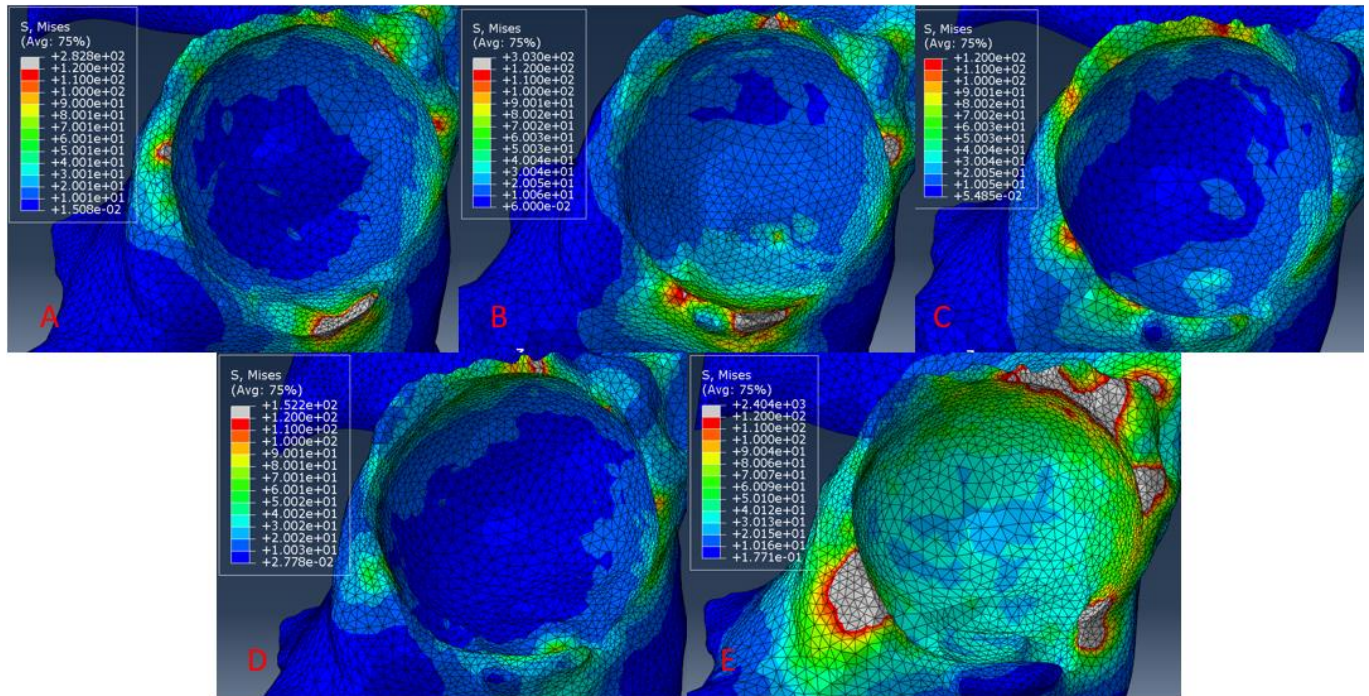 S, Mises
(Avg: 75%)
+2.828e+02
+1.200e+02
+1.100e+02
+1.000e+02
+9.001e+01
+8.001e+01
+7.001e+01
+6.001e+01
+5.001e+01
+4.001e+01
+3.001e+01
+2.001e+01
+1.001e+01
+1.508e-02
A
S, Mises
(Avg: 75%)
+3.030e+02
+1.200e+02
+1.100e+02
+1.000e+02
+9.001e+01
+8.002e+01
+7.002e+01
+6.003e+01
+5.003e+01
+4.004e+01
+3.004e+01
+2.005e+01
+1.006e+01
+6.000e-02
B
S, Mises
(Avg: 75%)
+1.200e+02
+1.100e+02
+1.000e+02
+9.001e+01
+8.002e+01
+7.002e+01
+6.003e+01
+5.003e+01
+4.004e+01
+3.004e+01
+2.005e+01
+1.005e+01
+5.485e-02
C
S, Mises
(Avg: 75%)
+1.522e+02
+1.200e+02
+1.100e+02
+1.000e+02
+9.001e+01
+8.001e+01
+7.001e+01
+6.001e+01
+5.002e+01
+4.002e+01
+3.002e+01
+2.002e+01
+1.003e+01
+2.778e-02
D
S, Mises
(Avg: 75%)
+2.404e+03
+1.200e+02
+1.100e+02
+1.000e+02
+9.004e+01
+8.006e+01
+7.007e+01
+6.009e+01
+5.010e+01
+4.012e+01
+3.013e+01
+2.015e+01
+1.016e+01
+1.771e-01
E